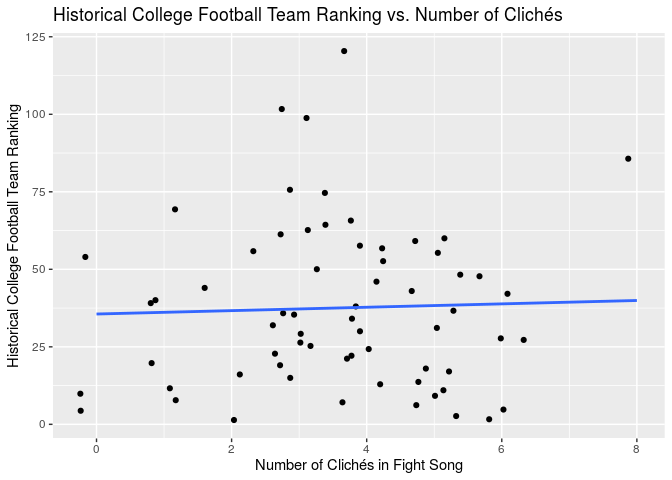 Historical College Football Team Ranking vs. Number of Clichés
125
100
75
50
25
0
Historical College Football Team Ranking
0 2 4 6 8
Number of Clichés in Fight Song